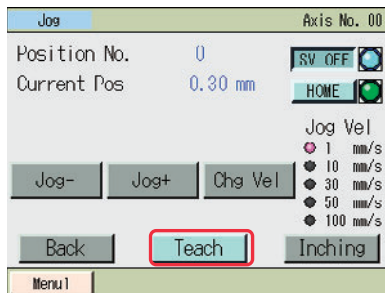 Jog Axis No. 00
Position No. 0 SV OFF
Current Pos 0.30 mm HOME
Jog Vel
1 mm/s
10 mm/s
30 mm/s
50 mm/s
100 mm/s
Jog- Jog+ Chg Vel
Back Teach Inching
Menu1